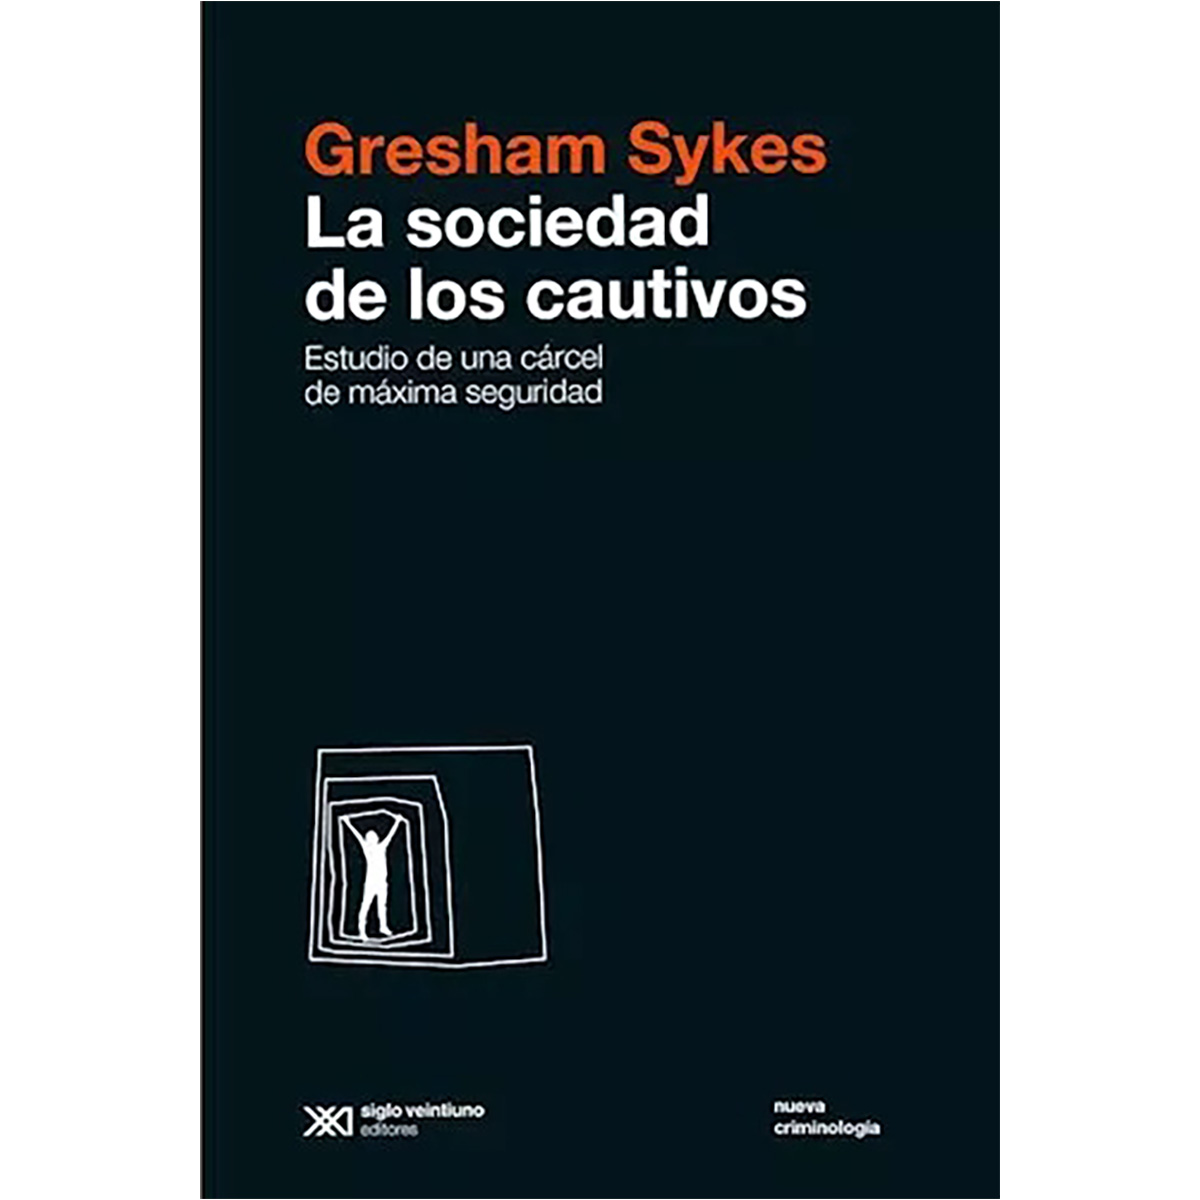 Gresham Sykes
La sociedad
de los cautivos
Estudio de una cárcel
de máxima seguridad
siglo veintiuno
editores
nueva
criminología